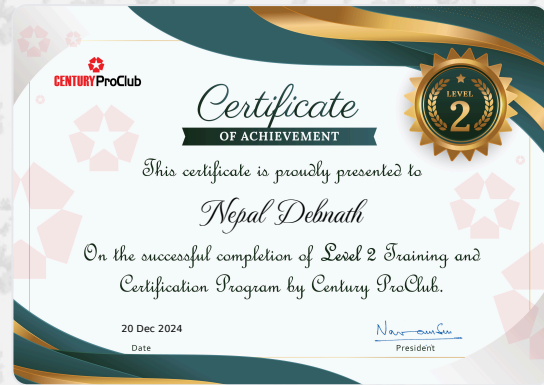 CENTURY ProClub
LEVEL
2
Certificate
OF ACHIEVEMENT
This certificate is proudly presented to
Nepal Debnath
On the successful completion of Level 2 Training and
Certification Program by Century ProClub.
20 Dec 2024
Date
President